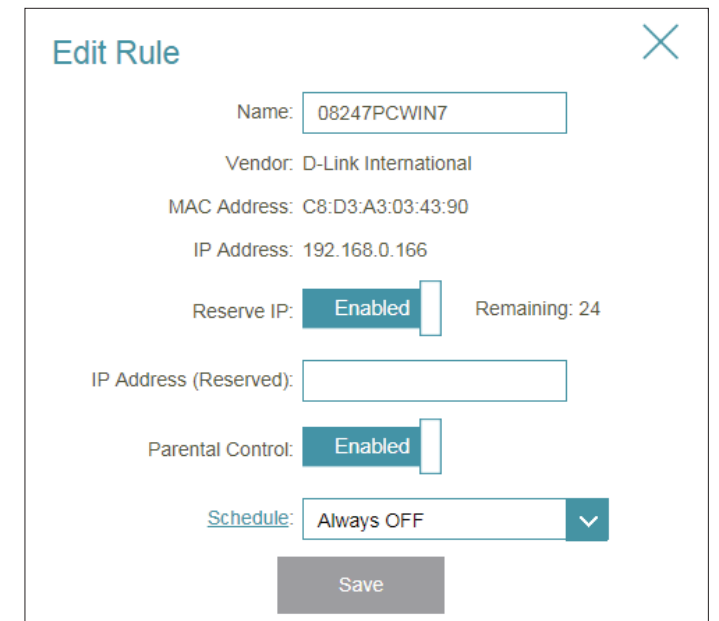 Edit Rule
Name: 08247PCWIN7
Vendor: D-Link International
MAC Address: C8:D3:A3:03:43:90
IP Address: 192.168.0.166
Reserve IP: Enabled Remaining: 24
IP Address (Reserved):
Parental Control: Enabled
Schedule: Always OFF
Save